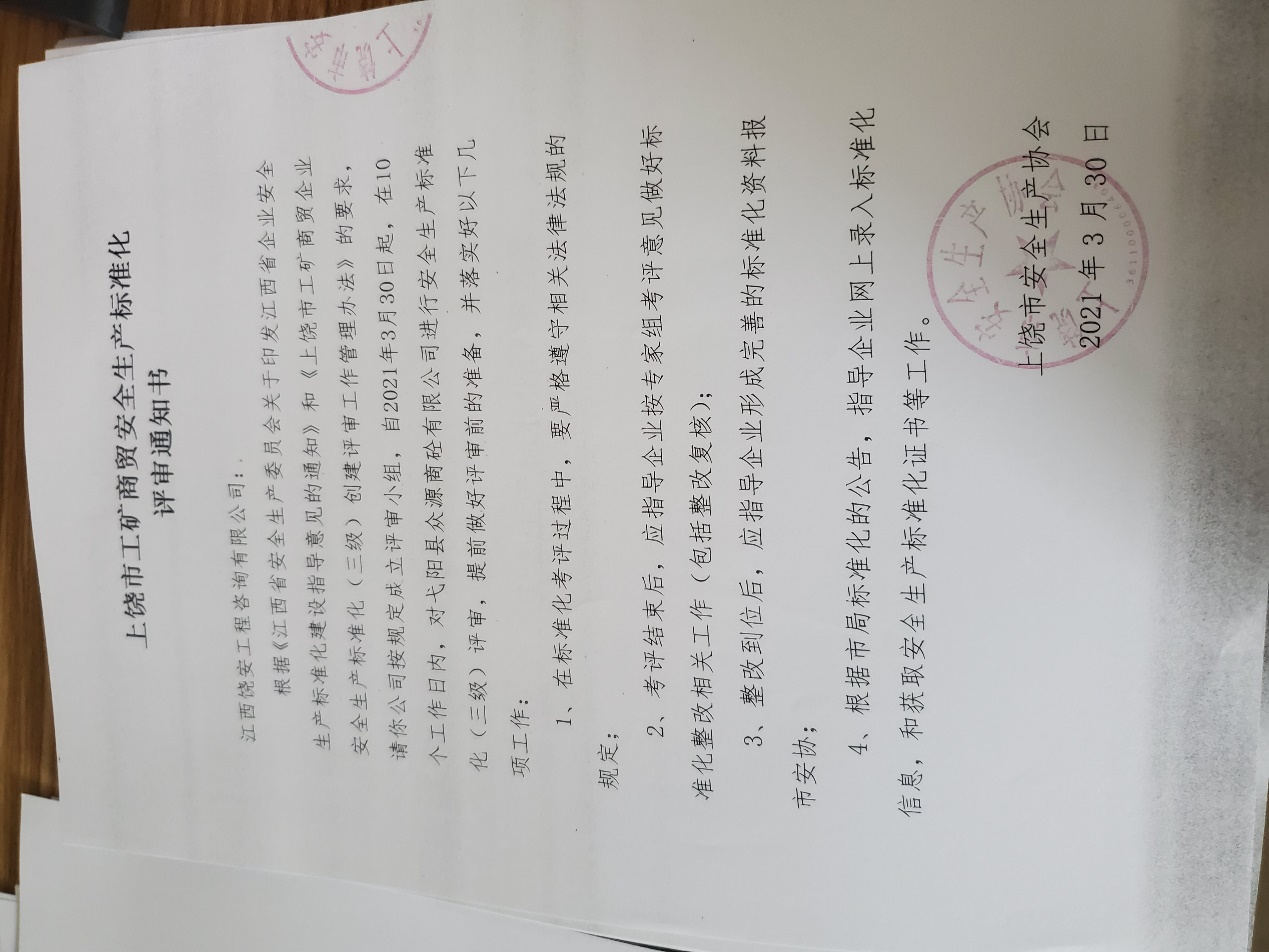 上饶市工矿商贸安全生产标准化
评审通知书
江西饶安工程咨询有限公司：
根据《江西省安全生产委员会关于印发江西省企业安全
生产标准化建设指导意见的通知》和《上饶市工矿商贸企业
安全生产标准化（三级）创建评审工作管理办法》的要求，
请你公司按规定成立评审小组，自2021年3月30日起，在10
个工作日内，对弋阳县众源商砼有限公司进行安全生产标准
化（三级）评审，提前做好评审前的准备，并落实好以下几
项工作：
1、在标准化考评过程中，要严格遵守相关法律法规的
规定；
2、考评结束后，应指导企业按专家组考评意见做好标
准化整改相关工作（包括整改复核）；
3、整改到位后，应指导企业形成完善的标准化资料报
市安协；
4、根据市局标准化的公告，指导企业网上录入标准化
信息，和获取安全生产标准化证书等工作。
上饶市安全生产协会
2021年3月30日